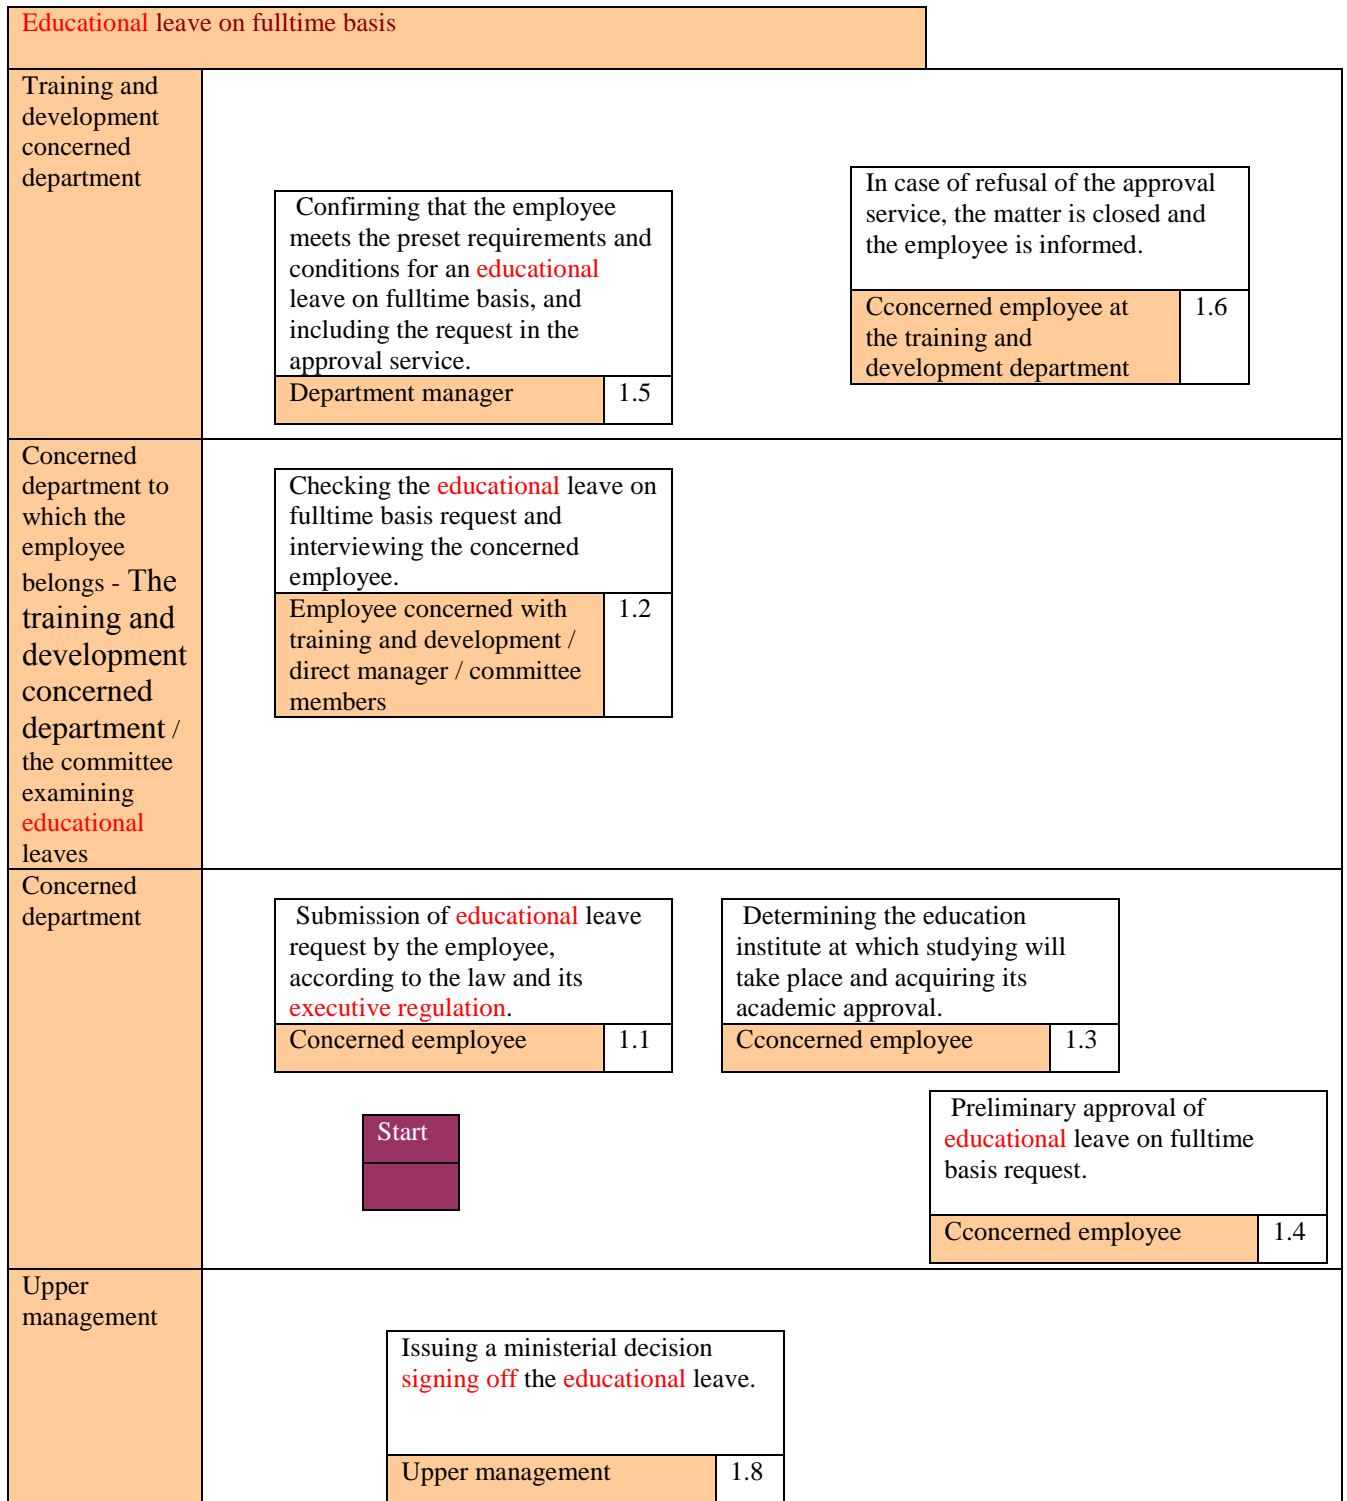 Educational leave on fulltime basis
Training and
development
concerned
department
Confirming that the employee
meets the preset requirements and
conditions for an educational
leave on fulltime basis, and
including the request in the
approval service.
Department manager 1.5
In case of refusal of the approval
service, the matter is closed and
the employee is informed.
Cconcerned employee at 1.6
the training and
development department
Concerned
department to
which the
employee
belongs - The
training and
development
concerned
department /
the committee
examining
educational
leaves
Checking the educational leave on
fulltime basis request and
interviewing the concerned
employee.
Employee concerned with 1.2
training and development /
direct manager / committee
members
Concerned
department
Submission of educational leave
request by the employee,
according to the law and its
executive regulation.
Concerned eemployee 1.1
Determining the education
institute at which studying will
take place and acquiring its
academic approval.
Cconcerned employee 1.3
Start
Preliminary approval of
educational leave on fulltime
basis request.
Cconcerned employee 1.4
Upper
management
Issuing a ministerial decision
signing off the educational leave.
Upper management 1.8